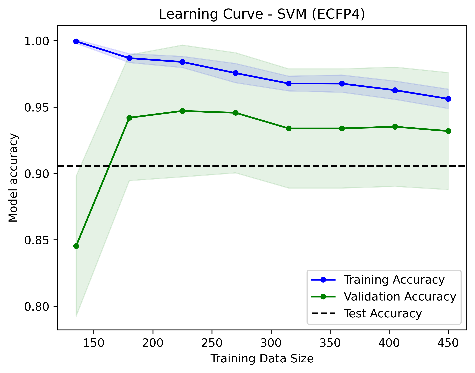 Learning Curve - SVM (ECFP4)
Model accuracy
1.00
0.95
0.90
0.85
0.80
150
200
250
300
350
400
450
Training Data Size
Training Accuracy
Validation Accuracy
Test Accuracy